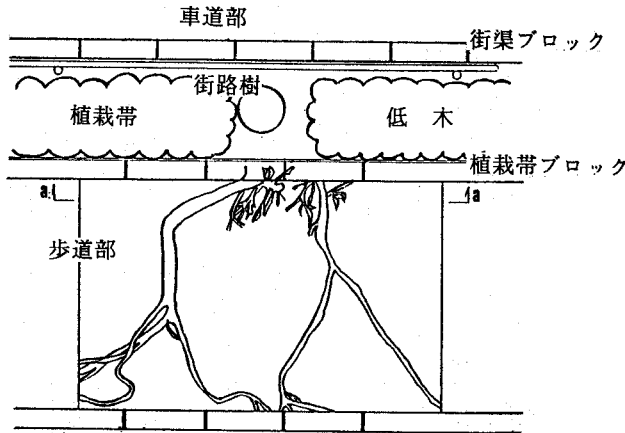 車道部
街渠ブロック
街路樹
植栽帯
低 木
植栽帯ブロック
a
a
歩道部